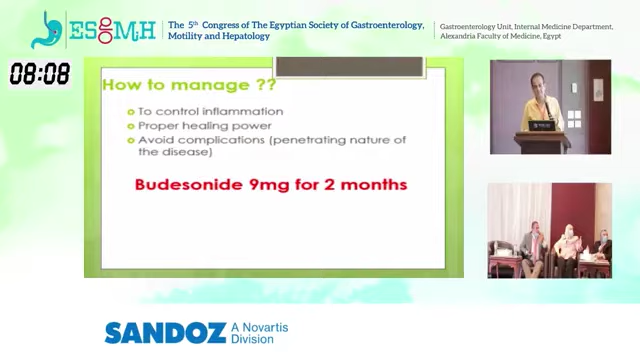 ESgMH
The 5th Congress of The Egyptian Society of Gastroenterology,
Motility and Hepatology
Gastroenterology Unit, Internal Medicine Department,
Alexandria Faculty of Medicine, Egypt
08:08
How to manage ??
To control inflammation
Proper healing power
Avoid complications (penetrating nature of
the disease)
Budesonide 9mg for 2 months
SANDOZ A Novartis
Division